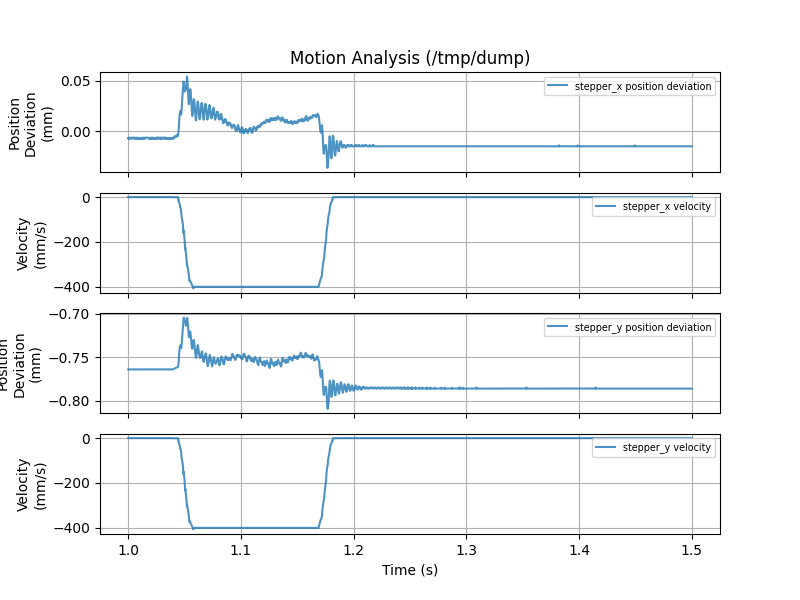 Motion Analysis (/tmp/dump)
Position
Deviation
(mm)
0.05
0.00
stepper_x position deviation
Velocity
(mm/s)
0
−200
−400
stepper_x velocity
Position
Deviation
(mm)
−0.70
−0.75
−0.80
stepper_y position deviation
Velocity
(mm/s)
0
−200
−400
stepper_y velocity
1.0 1.1 1.2 1.3 1.4 1.5
Time (s)